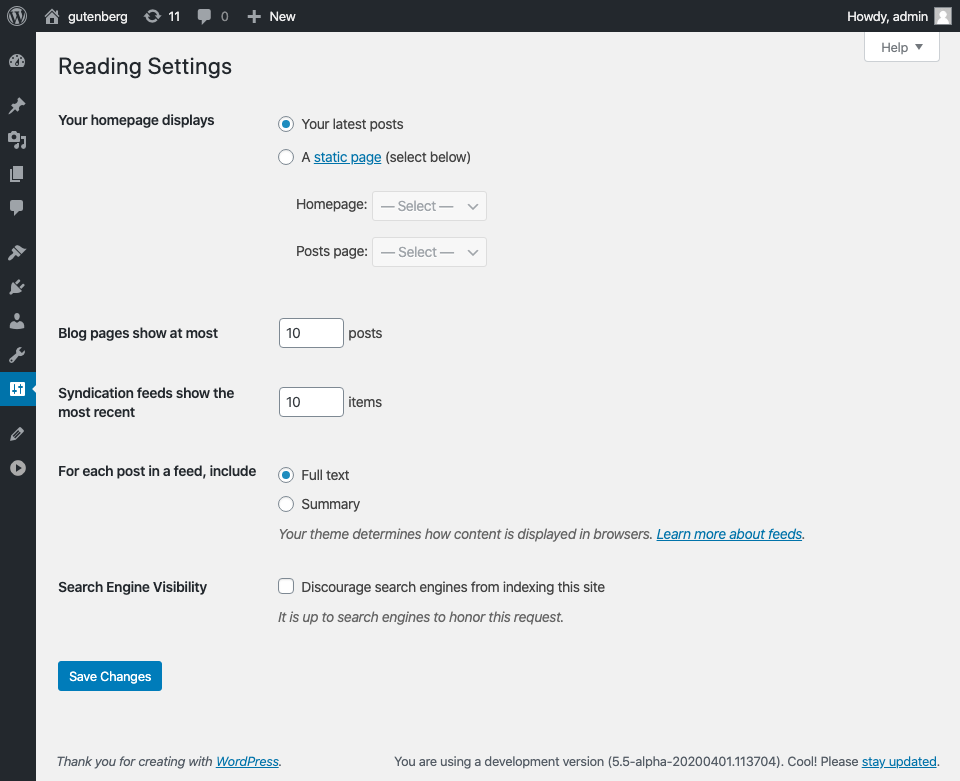 gutenberg 11 0 New Howdy, admin
Help
Reading Settings
Your homepage displays
Your latest posts
A static page (select below)
Homepage: — Select —
Posts page: — Select —
Blog pages show at most 10 posts
Syndication feeds show the
most recent
10 items
For each post in a feed, include
Full text
Summary
Your theme determines how content is displayed in browsers. Learn more about feeds.
Search Engine Visibility
Discourage search engines from indexing this site
It is up to search engines to honor this request.
Save Changes
Thank you for creating with WordPress. You are using a development version (5.5-alpha-20200401.113704). Cool! Please stay updated.